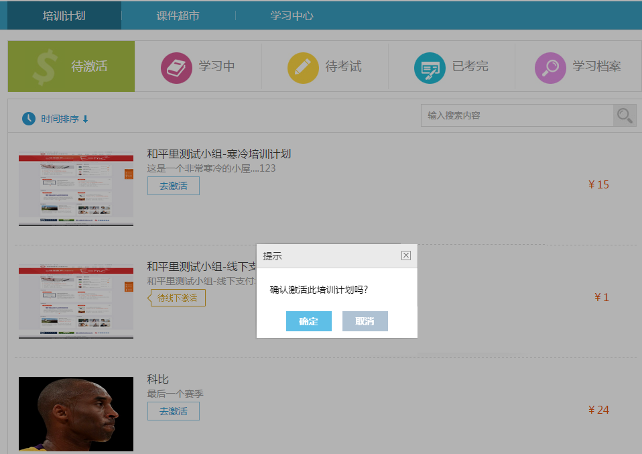 培训计划 课件超市 学习中心
待激活 学习中 待考试 已考完 学习档案
时间排序 输入搜索内容
和平里测试小组-寒冷培训计划
这是一个非常寒冷的小屋....123
去激活
¥15
提示
和平里测试小组-线下支
和平里测试小组-线下支付
待线下激活
确认激活此培训计划吗?
¥1
确定 取消
科比
最后一个赛季
去激活
¥24